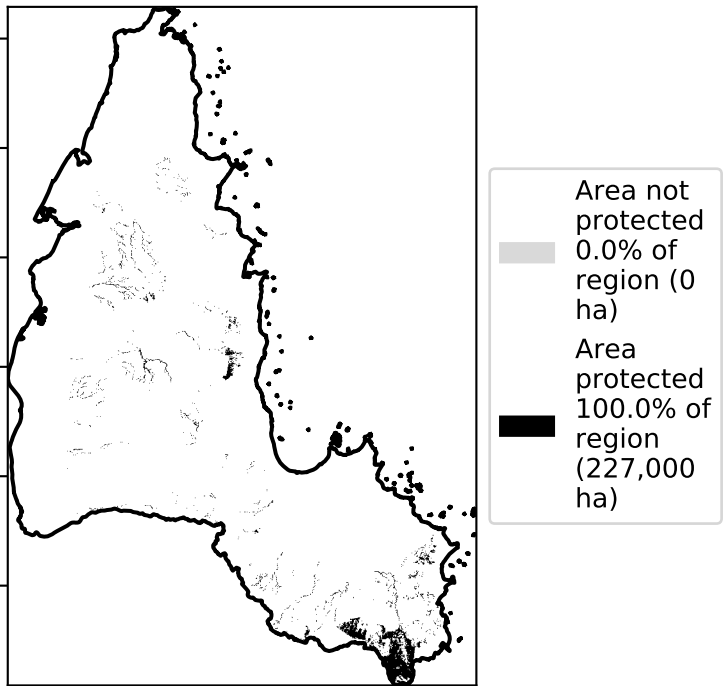 Area not
protected
0.0% of
region (0
ha)
Area
protected
100.0% of
region
(227,000
ha)